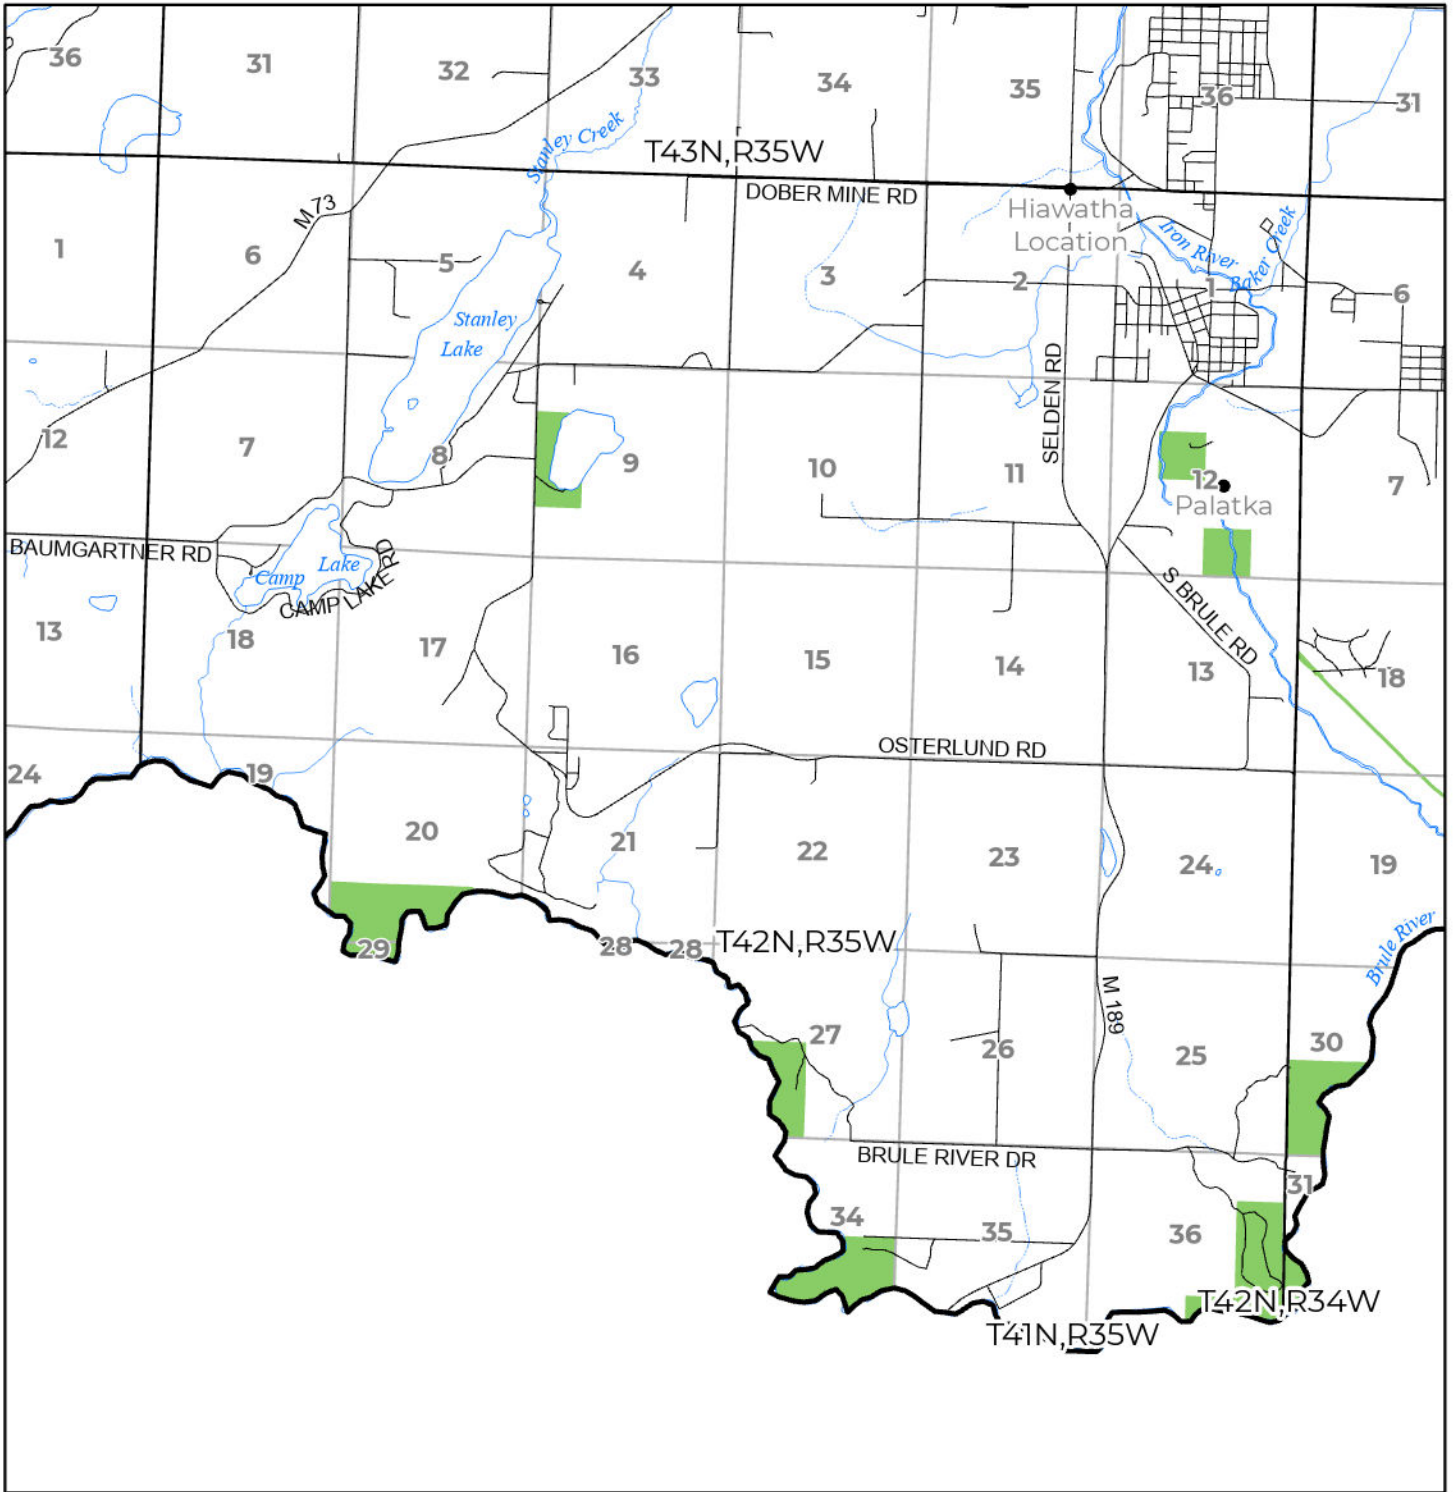 36
31
32
33
34
35
36
31
Stanley Creek
T43N,R35W
M 73
DOBER MINE RD
Hiawatha
Location
Iron River
Baker Creek
1
6
5
4
3
2
1
6
Stanley
Lake
SELDEN RD
12
7
8
9
10
11
12
7
Palatka
BAUMGARTNER RD
Camp Lake
CAMP LAKE RD
S BRULE RD
13
18
17
16
15
14
13
18
OSTERLUND RD
24
19
20
21
22
23
24
19
29
28
28
T42N,R35W
Brule River
M 189
27
26
25
30
BRULE RIVER DR
31
34
35
36
T42N,R34W
T41N,R35W